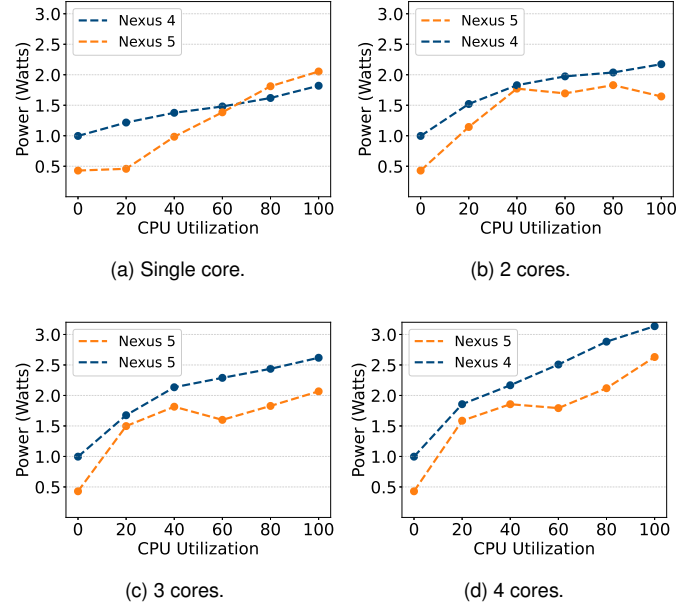 Nexus 4
Nexus 5
Power (Watts)
3.0
2.5
2.0
1.5
1.0
0.5
0 20 40 60 80 100
CPU Utilization
(a) Single core.
Nexus 5
Nexus 4
Power (Watts)
3.0
2.5
2.0
1.5
1.0
0.5
0 20 40 60 80 100
CPU Utilization
(b) 2 cores.
Nexus 5
Nexus 5
Power (Watts)
3.0
2.5
2.0
1.5
1.0
0.5
0 20 40 60 80 100
CPU Utilization
(c) 3 cores.
Nexus 5
Nexus 4
Power (Watts)
3.0
2.5
2.0
1.5
1.0
0.5
0 20 40 60 80 100
CPU Utilization
(d) 4 cores.